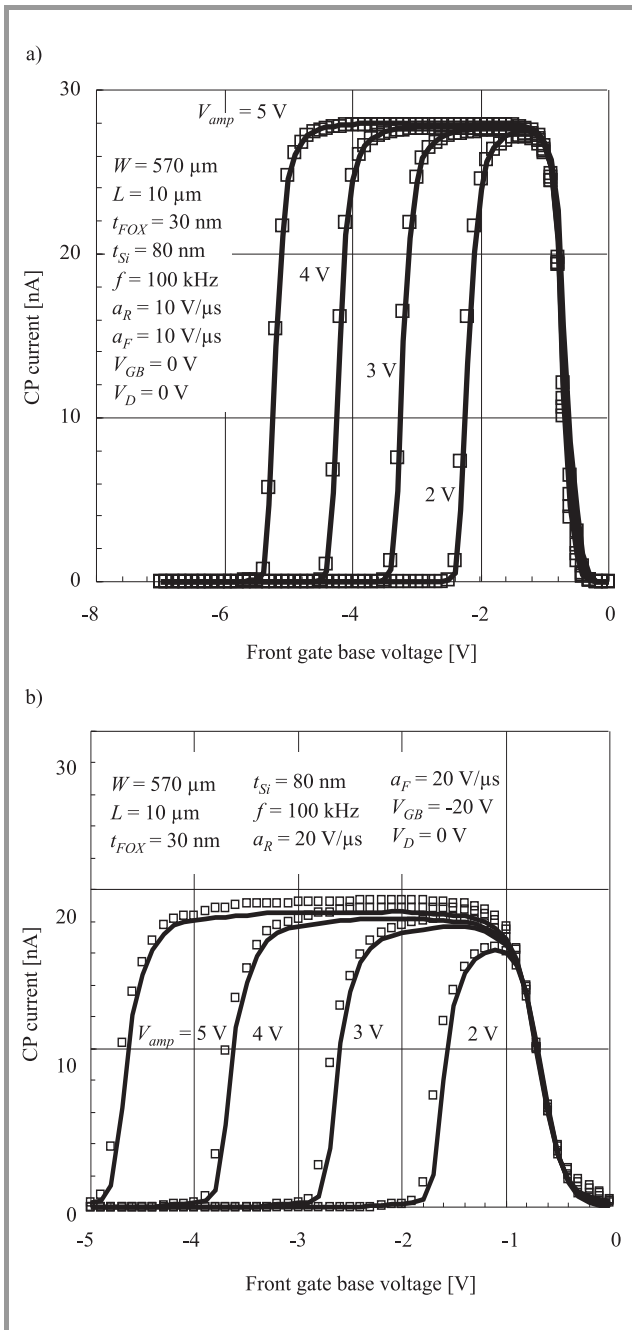 a)
30
V_amp = 5 V
W = 570 µm
L = 10 µm
t_FOX = 30 nm
t_Si = 80 nm
f = 100 kHz
a_R = 10 V/µs
a_F = 10 V/µs
V_GB = 0 V
V_D = 0 V
4 V
3 V
2 V
20
10
0
CP current [nA]
-8
-6
-4
-2
0
Front gate base voltage [V]
b)
30
W = 570 µm
L = 10 µm
t_FOX = 30 nm
t_Si = 80 nm
f = 100 kHz
a_R = 20 V/µs
a_F = 20 V/µs
V_GB = -20 V
V_D = 0 V
20
10
0
CP current [nA]
V_amp = 5 V
4 V
3 V
2 V
-5
-4
-3
-2
-1
0
Front gate base voltage [V]